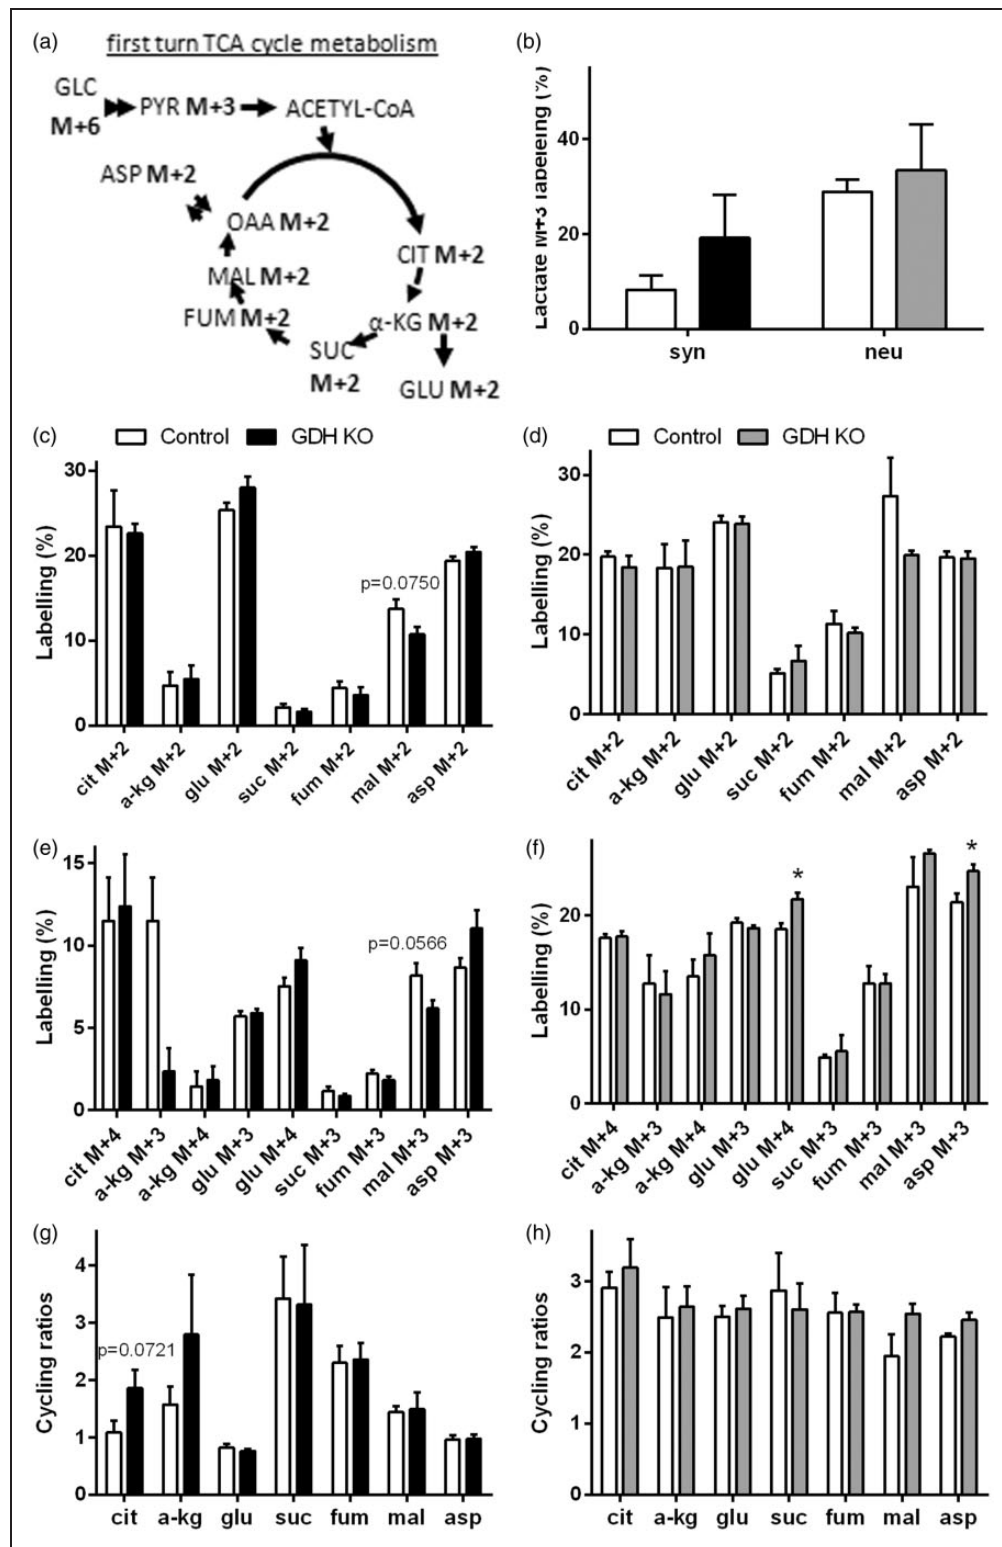 (a)
first turn TCA cycle metabolism
GLC
M+6
PYR M+3
ACETYL-CoA
ASP M+2
OAA M+2
CIT M+2
MAL M+2
FUM M+2
α-KG M+2
SUC
M+2
GLU M+2
(b)
Lactate M+3 labelling (%)
40
20
0
syn
neu
(c)
Control
GDH KO
Labelling (%)
30
20
10
0
p=0.0750
cit M+2
a-kg M+2
glu M+2
suc M+2
fum M+2
mal M+2
asp M+2
(d)
Control
GDH KO
Labelling (%)
30
20
10
0
cit M+2
a-kg M+2
glu M+2
suc M+2
fum M+2
mal M+2
asp M+2
(e)
Labelling (%)
15
10
5
0
p=0.0566
cit M+4
a-kg M+3
a-kg M+4
glu M+3
glu M+4
suc M+3
fum M+3
mal M+3
asp M+3
(f)
Labelling (%)
20
10
0
*
*
cit M+4
a-kg M+3
a-kg M+4
glu M+3
glu M+4
suc M+3
fum M+3
mal M+3
asp M+3
(g)
Cycling ratios
4
3
2
1
0
p=0.0721
cit
a-kg
glu
suc
fum
mal
asp
(h)
Cycling ratios
3
2
1
0
cit
a-kg
glu
suc
fum
mal
asp